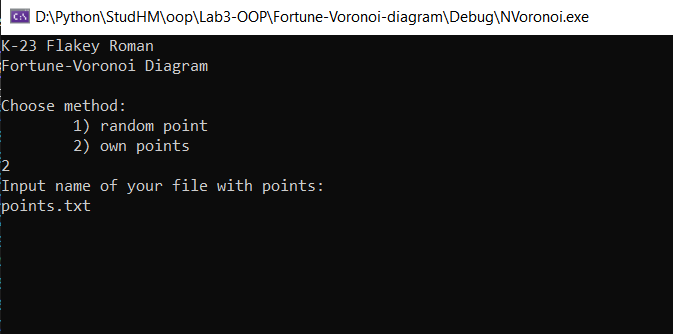 D:\Python\StudHM\oop\Lab3-OOP\Fortune-Voronoi-diagram\Debug\NVoronoi.exe
K-23 Flakey Roman
Fortune-Voronoi Diagram
Choose method:
1) random point
2) own points
2
Input name of your file with points:
points.txt